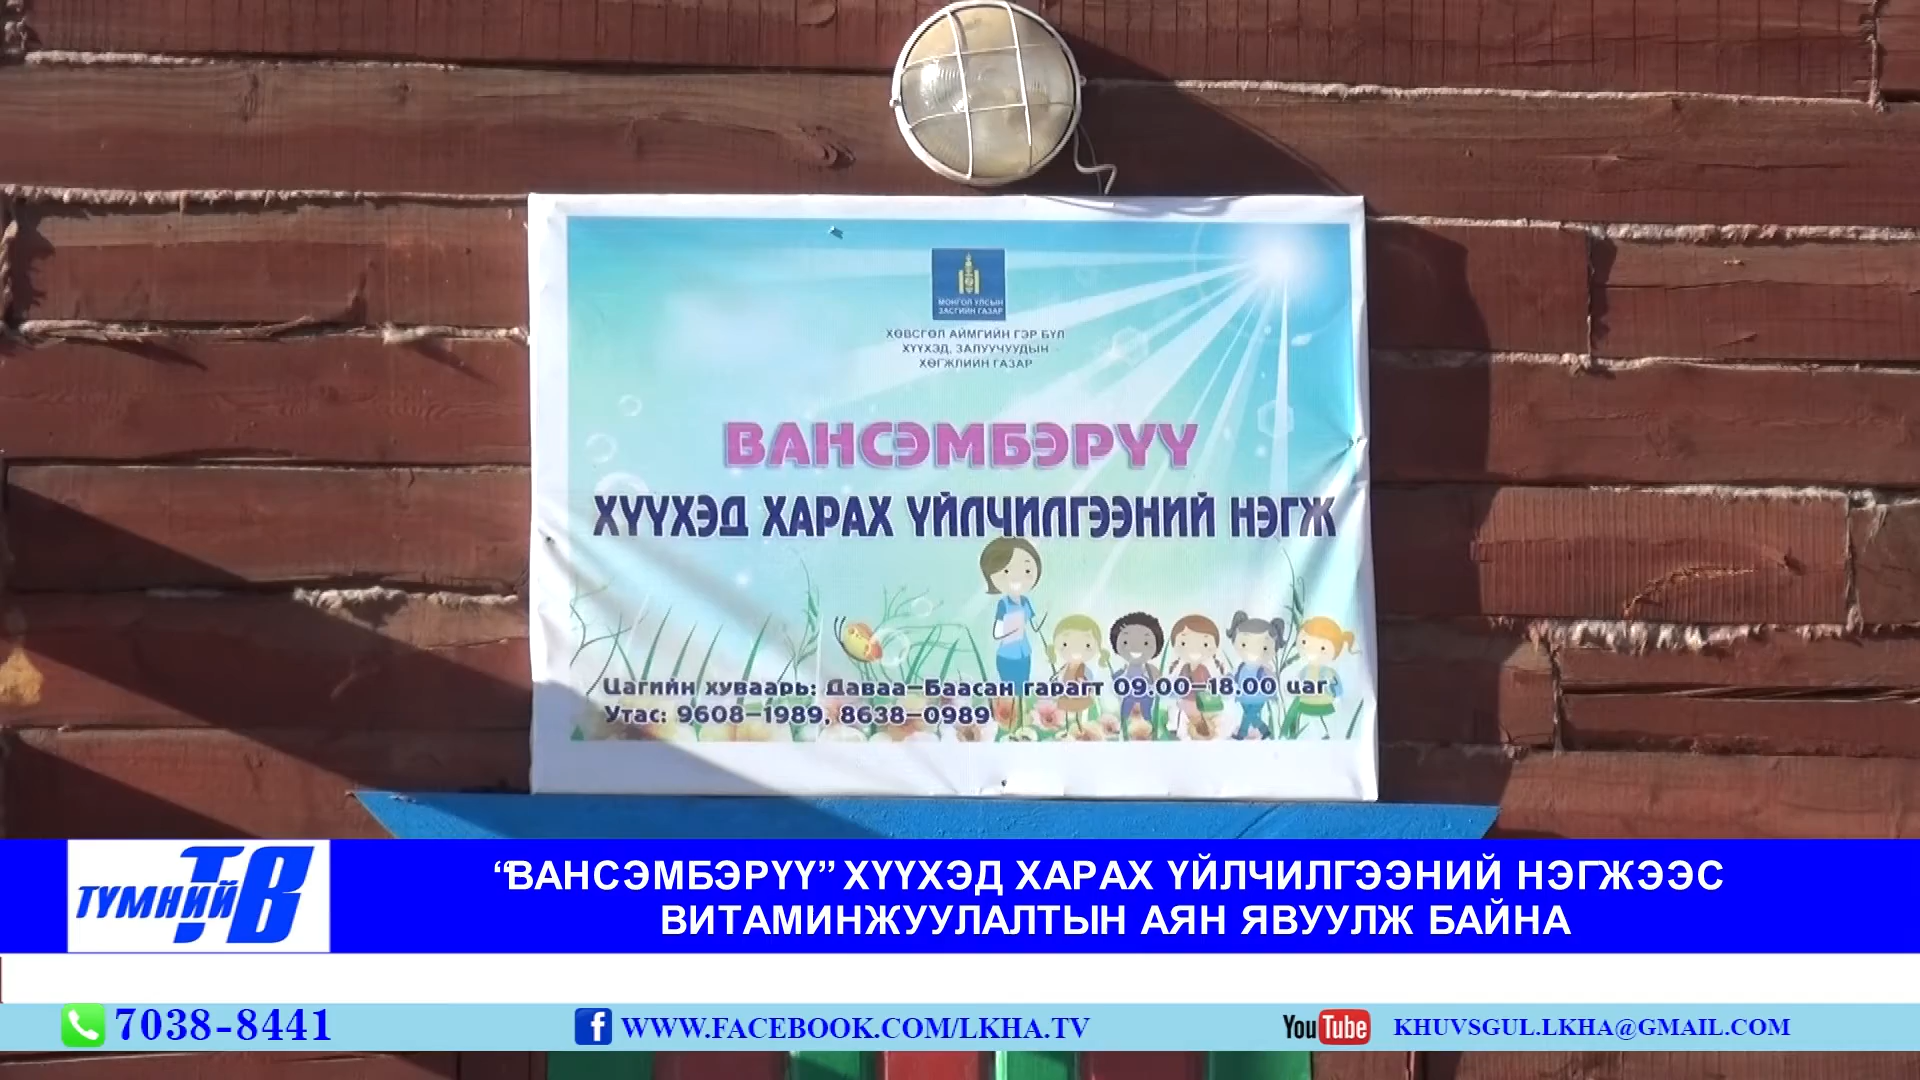 МОНГОЛ УЛСЫН
ЗАСГИЙН ГАЗАР
ХӨВСГӨЛ АЙМГИЙН ГЭР БҮЛ
ХҮҮХЭД, ЗАЛУУЧУУДЫН
ХӨГЖЛИЙН ГАЗАР
ВАНСЭМБЭРҮҮ
ХҮҮХЭД ХАРАХ ҮЙЛЧИЛГЭЭНИЙ НЭГЖ
Цагийн хуваарь: Даваа-Баасан гарагт 09.00-18.00 цаг
Утас: 9608-1989, 8638-0989
ТҮМНИЙ ТВ
“ВАНСЭМБЭРҮҮ” ХҮҮХЭД ХАРАХ ҮЙЛЧИЛГЭЭНИЙ НЭГЖЭЭС
ВИТАМИНЖУУЛАЛТЫН АЯН ЯВУУЛЖ БАЙНА
7038-8441
WWW.FACEBOOK.COM/LKHA.TV
YouTube
KHUVSGUL.LKHA@GMAIL.COM